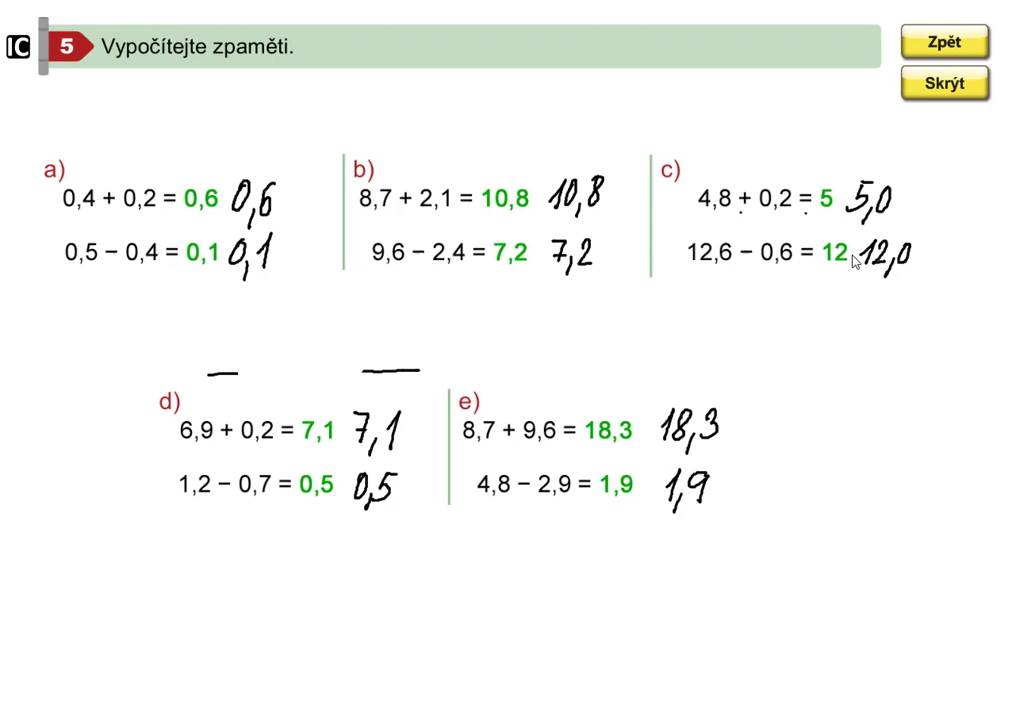 IC 5 Vypočítejte zpaměti.
Zpět
Skrýt
a)
0,4 + 0,2 = 0,6 0,6
0,5 − 0,4 = 0,1 0,1
b)
8,7 + 2,1 = 10,8 10,8
9,6 − 2,4 = 7,2 7,2
c)
4,8 + 0,2 = 5 5,0
12,6 − 0,6 = 12 12,0
d)
6,9 + 0,2 = 7,1 7,1
1,2 − 0,7 = 0,5 0,5
e)
8,7 + 9,6 = 18,3 18,3
4,8 − 2,9 = 1,9 1,9